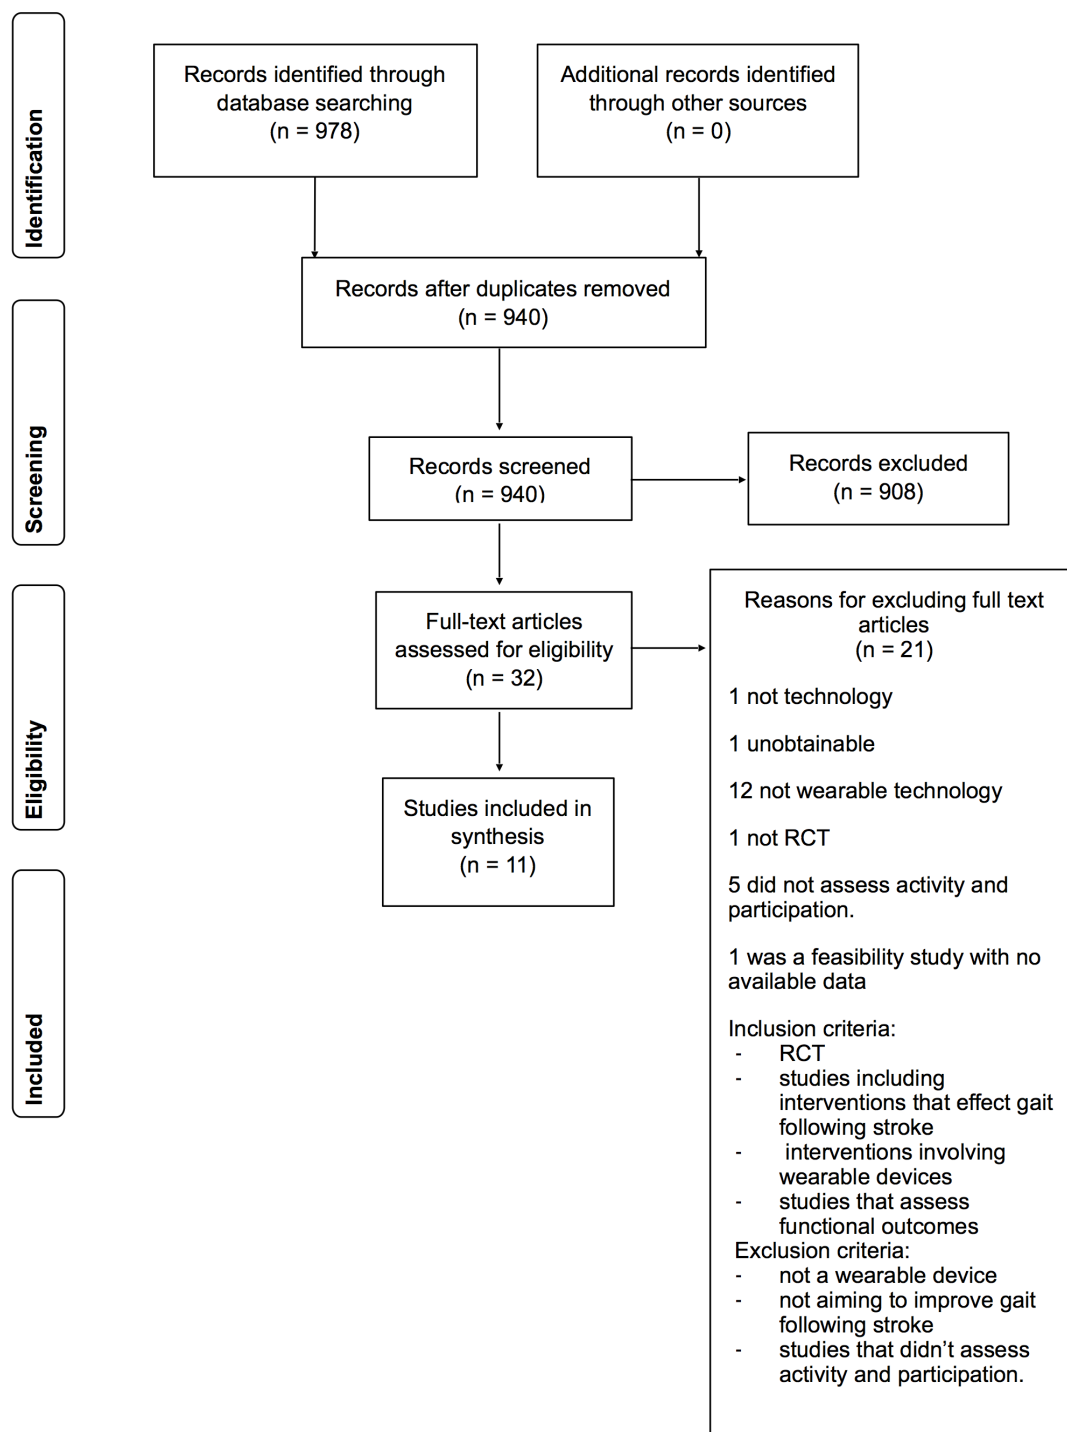 Identification
Records identified through
database searching
(n = 978)
Additional records identified
through other sources
(n = 0)
Records after duplicates removed
(n = 940)
Screening
Records screened
(n = 940)
Records excluded
(n = 908)
Eligibility
Full-text articles
assessed for eligibility
(n = 32)
Reasons for excluding full text
articles
(n = 21)
1 not technology
1 unobtainable
12 not wearable technology
1 not RCT
5 did not assess activity and
participation.
1 was a feasibility study with no
available data
Inclusion criteria:
- RCT
- studies including
interventions that effect gait
following stroke
- interventions involving
wearable devices
- studies that assess
functional outcomes
Exclusion criteria:
- not a wearable device
- not aiming to improve gait
following stroke
- studies that didn’t assess
activity and participation.
Included
Studies included in
synthesis
(n = 11)